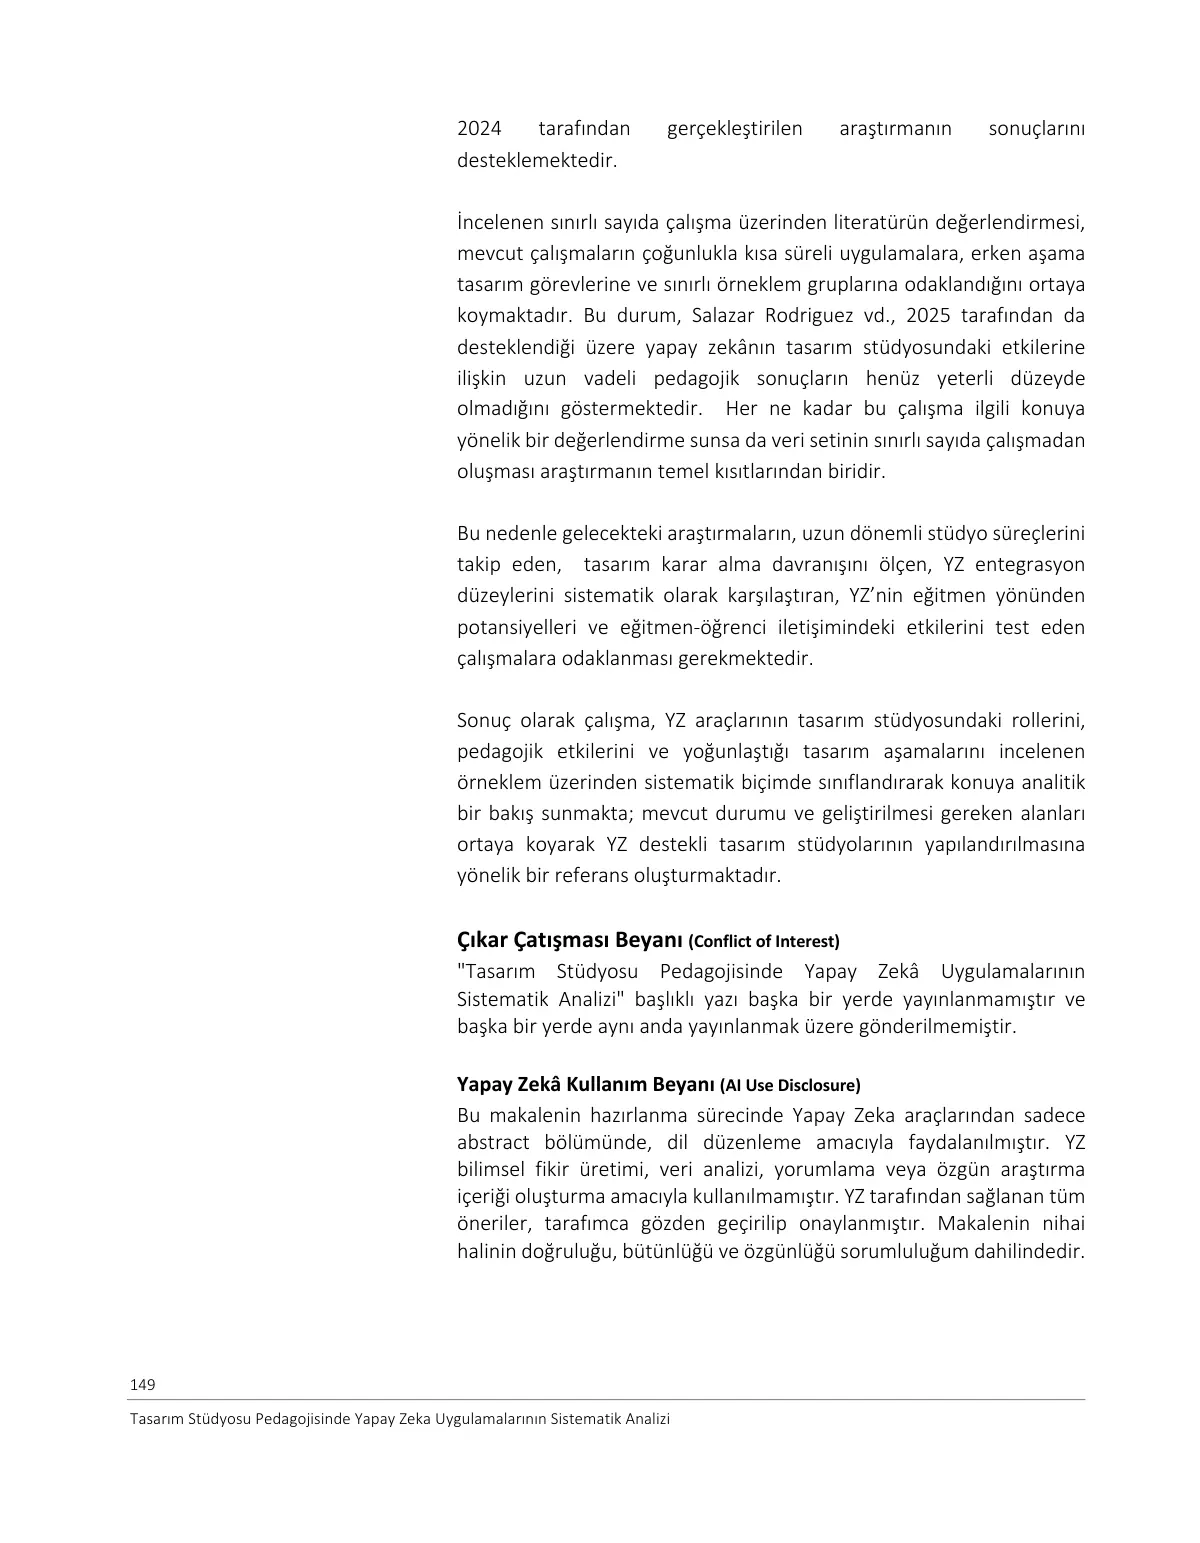 2024 tarafından gerçekleştirilen araştırmanın sonuçlarını
desteklemektedir.
İncelenen sınırlı sayıda çalışma üzerinden literatürün değerlendirmesi,
mevcut çalışmaların çoğunlukla kısa süreli uygulamalara, erken aşama
tasarım görevlerine ve sınırlı örneklem gruplarına odaklandığını ortaya
koymaktadır. Bu durum, Salazar Rodriguez vd., 2025 tarafından da
desteklendiği üzere yapay zekânın tasarım stüdyosundaki etkilerine
ilişkin uzun vadeli pedagojik sonuçların henüz yeterli düzeyde
olmadığını göstermektedir.  Her ne kadar bu çalışma ilgili konuya
yönelik bir değerlendirme sunsa da veri setinin sınırlı sayıda çalışmadan
oluşması araştırmanın temel kısıtlarından biridir.
Bu nedenle gelecekteki araştırmaların, uzun dönemli stüdyo süreçlerini
takip eden,  tasarım karar alma davranışını ölçen, YZ entegrasyon
düzeylerini sistematik olarak karşılaştıran, YZ’nin eğitmen yönünden
potansiyelleri ve eğitmen-öğrenci iletişimindeki etkilerini test eden
çalışmalara odaklanması gerekmektedir.
Sonuç olarak çalışma, YZ araçlarının tasarım stüdyosundaki rollerini,
pedagojik etkilerini ve yoğunlaştığı tasarım aşamalarını incelenen
örneklem üzerinden sistematik biçimde sınıflandırarak konuya analitik
bir bakış sunmakta; mevcut durumu ve geliştirilmesi gereken alanları
ortaya koyarak YZ destekli tasarım stüdyolarının yapılandırılmasına
yönelik bir referans oluşturmaktadır.
Çıkar Çatışması Beyanı (Conflict of Interest)
"Tasarım Stüdyosu Pedagojisinde Yapay Zekâ Uygulamalarının
Sistematik Analizi" başlıklı yazı başka bir yerde yayınlanmamıştır ve
başka bir yerde aynı anda yayınlanmak üzere gönderilmemiştir.
Yapay Zekâ Kullanım Beyanı (AI Use Disclosure)
Bu makalenin hazırlanma sürecinde Yapay Zeka araçlarından sadece
abstract bölümünde, dil düzenleme amacıyla faydalanılmıştır. YZ
bilimsel fikir üretimi, veri analizi, yorumlama veya özgün araştırma
içeriği oluşturma amacıyla kullanılmamıştır. YZ tarafından sağlanan tüm
öneriler, tarafımca gözden geçirilip onaylanmıştır. Makalenin nihai
halinin doğruluğu, bütünlüğü ve özgünlüğü sorumluluğum dahilindedir.
149
Tasarım Stüdyosu Pedagojisinde Yapay Zeka Uygulamalarının Sistematik Analizi